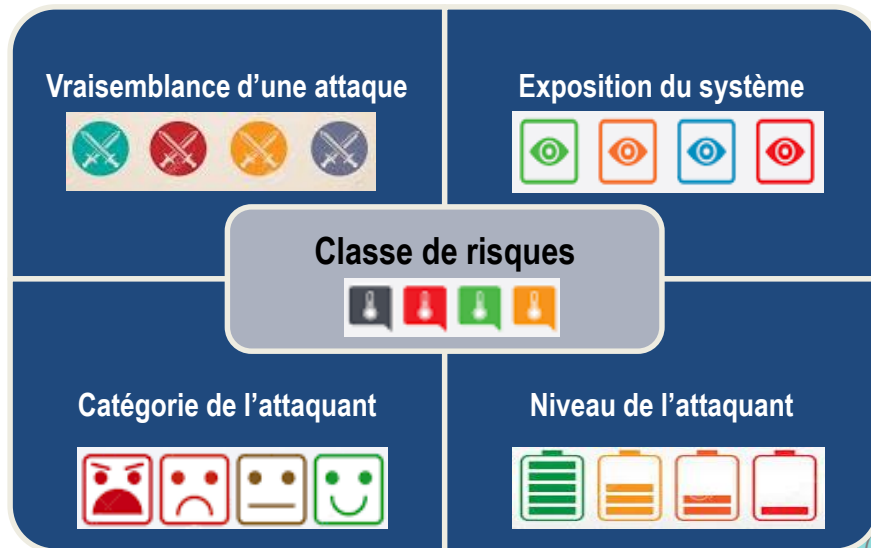 Vraisemblance d'une attaque
Exposition du système
Classe de risques
Catégorie de l'attaquant
Niveau de l'attaquant